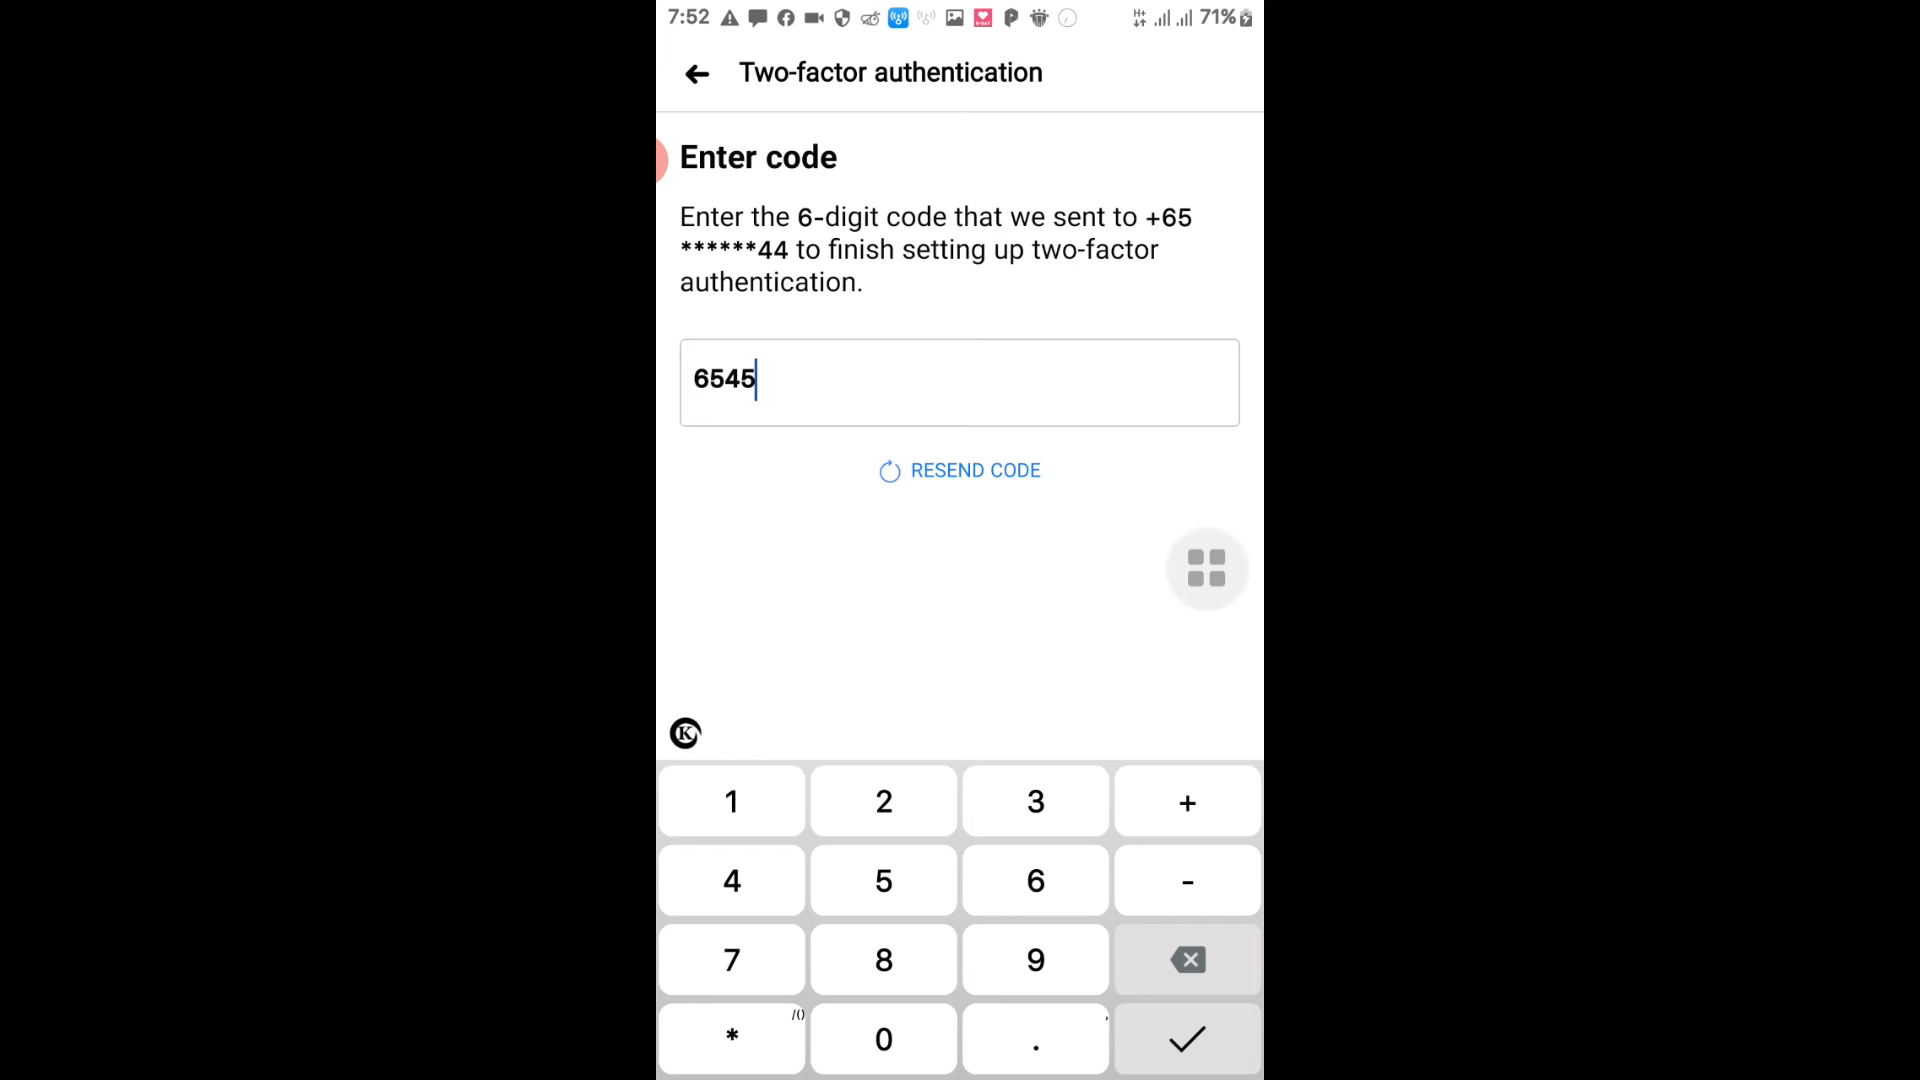 7:52 H+ 71%
Two-factor authentication
Enter code
Enter the 6-digit code that we sent to +65
******44 to finish setting up two-factor
authentication.
6545
RESEND CODE
K
1 2 3 +
4 5 6 -
7 8 9
/()
* 0 . ,